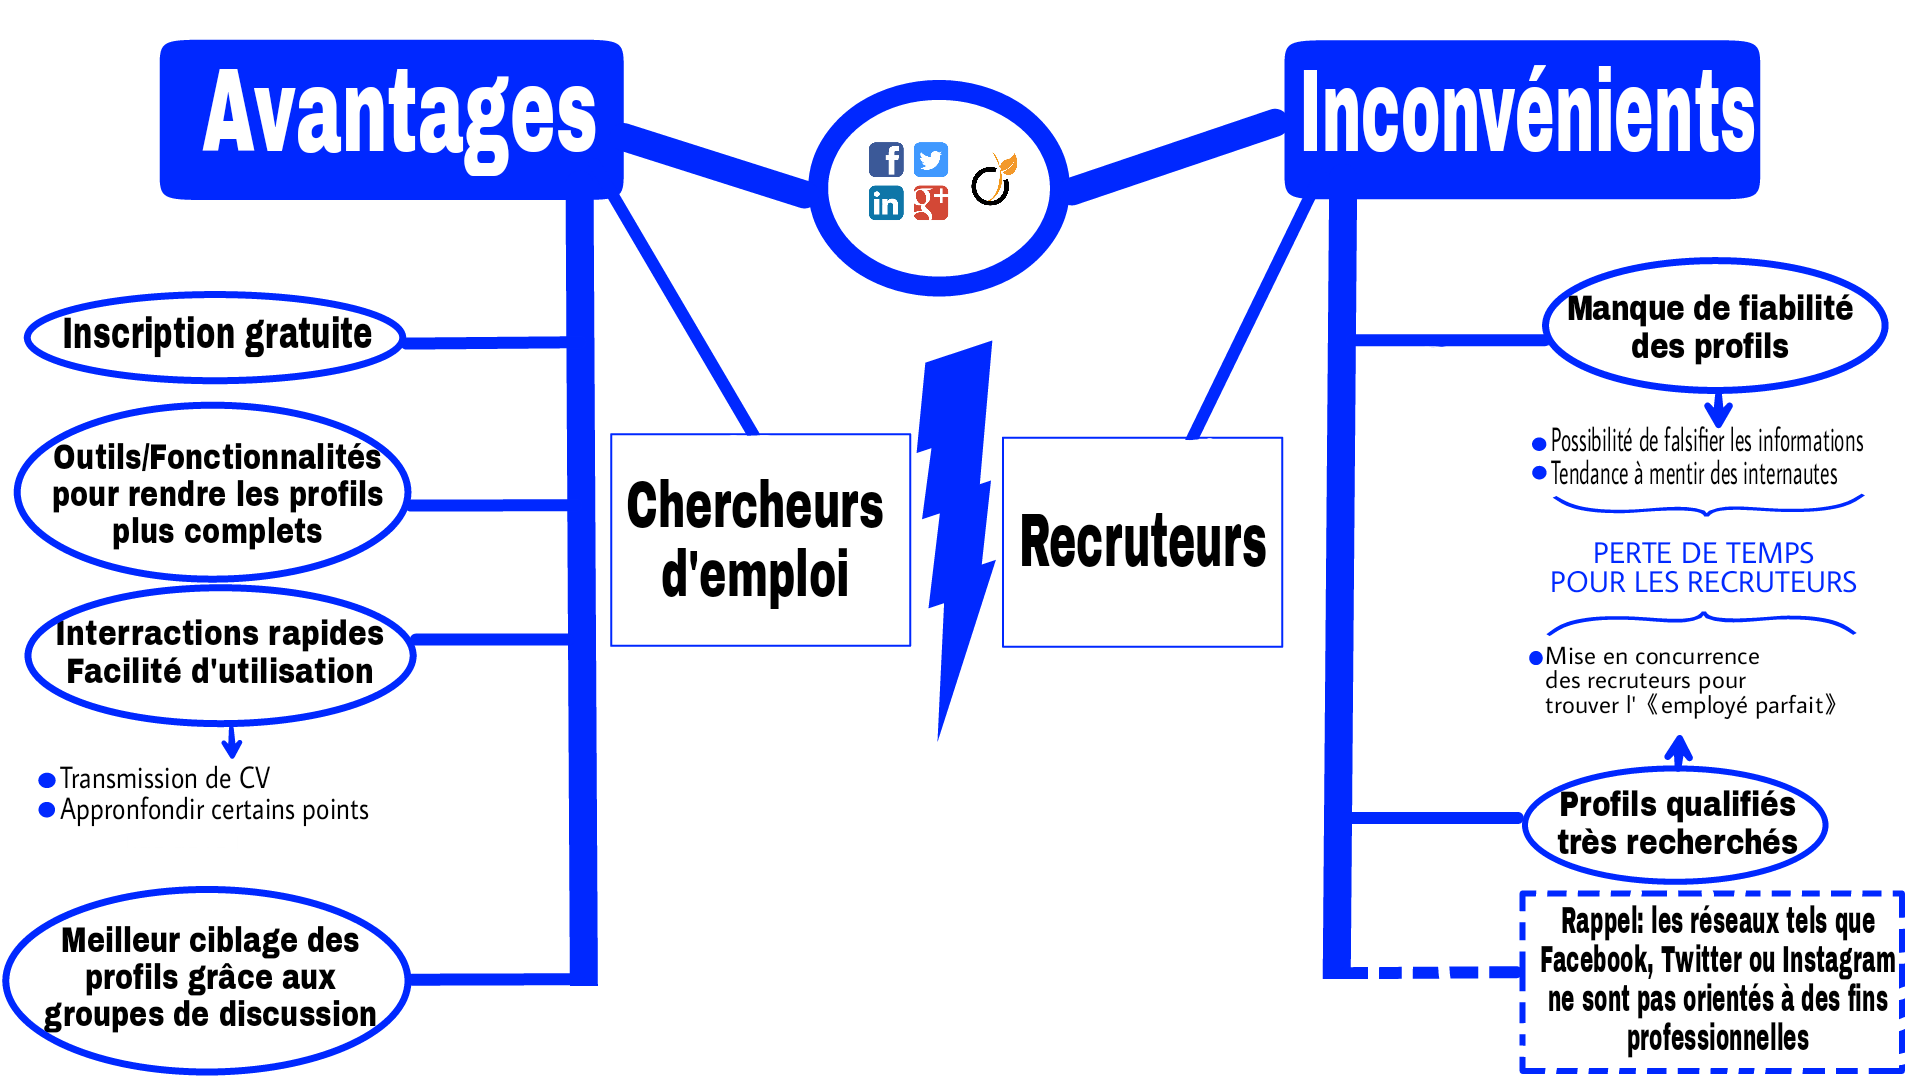 Avantages
Inconvénients
f
in
g+
Inscription gratuite
Outils/Fonctionnalités
pour rendre les profils
plus complets
Interractions rapides
Facilité d'utilisation
Transmission de CV
Appronfondir certains points
Meilleur ciblage des
profils grâce aux
groupes de discussion
Chercheurs
d'emploi
Recruteurs
Manque de fiabilité
des profils
Possibilité de falsifier les informations
Tendance à mentir des internautes
PERTE DE TEMPS
POUR LES RECRUTEURS
Mise en concurrence
des recruteurs pour
trouver l'《employé parfait》
Profils qualifiés
très recherchés
Rappel: les réseaux tels que
Facebook, Twitter ou Instagram
ne sont pas orientés à des fins
professionnelles